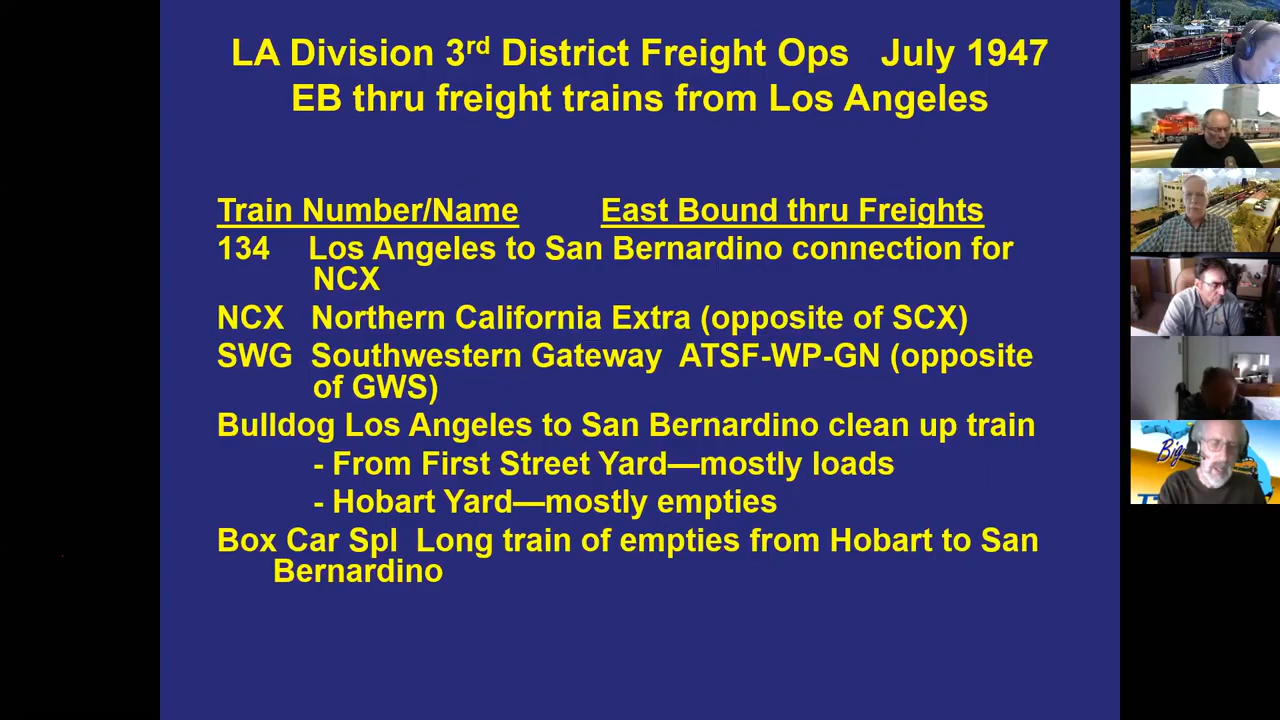 LA Division 3rd District Freight Ops July 1947
EB thru freight trains from Los Angeles
Train Number/Name East Bound thru Freights
134 Los Angeles to San Bernardino connection for
NCX
NCX Northern California Extra (opposite of SCX)
SWG Southwestern Gateway ATSF-WP-GN (opposite
of GWS)
Bulldog Los Angeles to San Bernardino clean up train
- From First Street Yard—mostly loads
- Hobart Yard—mostly empties
Box Car Spl Long train of empties from Hobart to San
Bernardino
Big